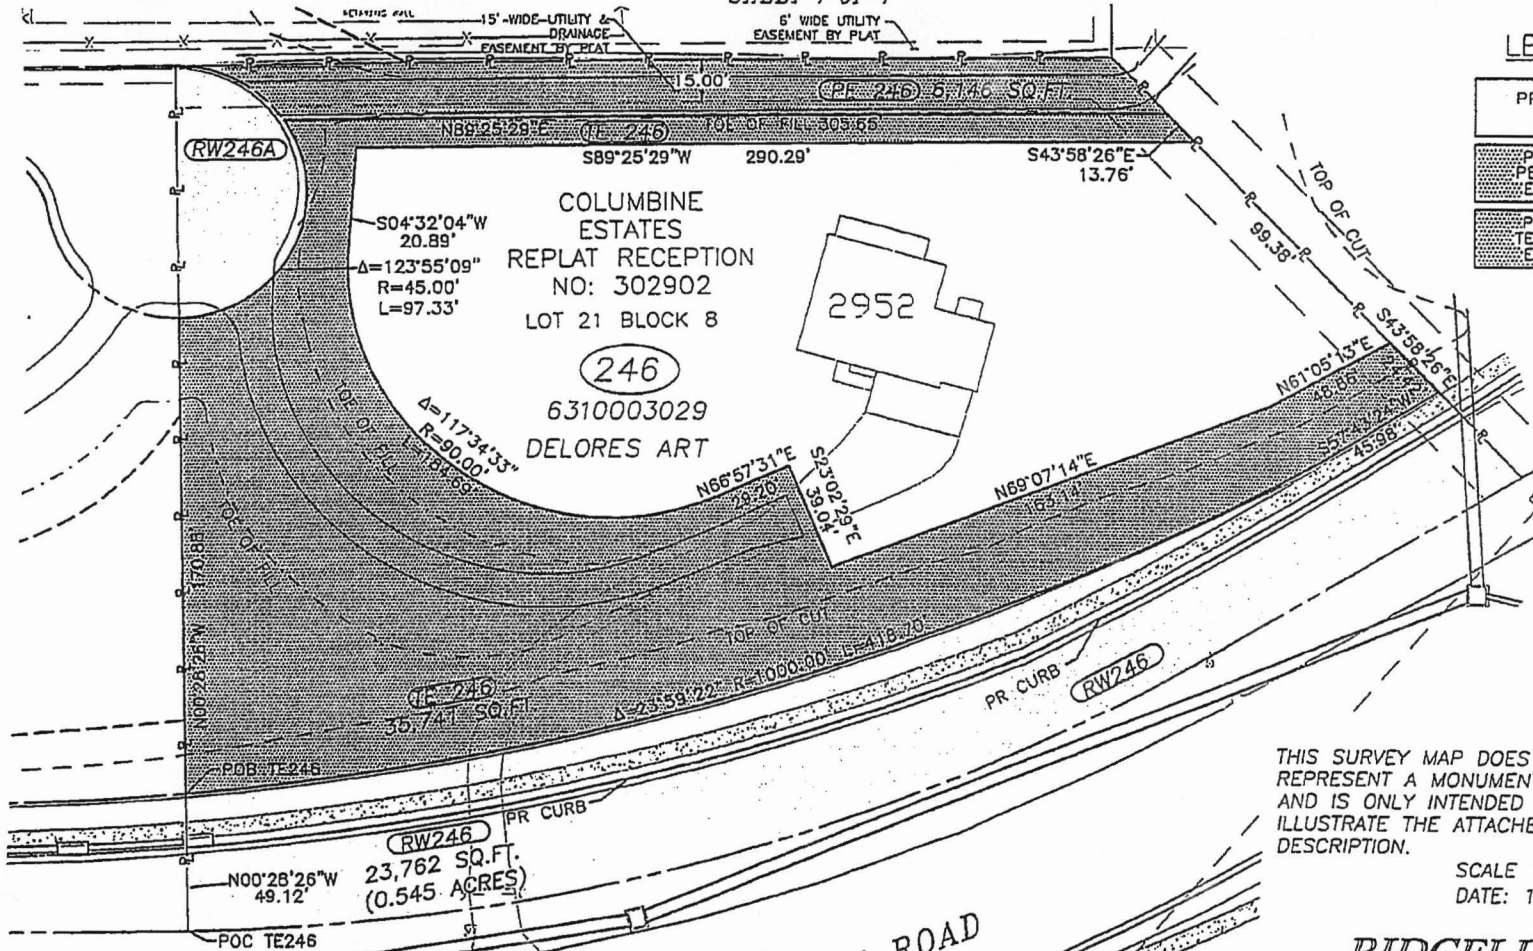 15'-WIDE-UTILITY &
DRAINAGE
EASEMENT BY PLAT
6' WIDE UTILITY
EASEMENT BY PLAT
15.00'
PE 246 6,146 SQ.FT.
N89°25'29"E TE 246 TOE OF FILL 305.65
RW246A
S89°25'29"W 290.29'
S43°58'26"E
13.76'
TOP OF CUT
99.38'
S04°32'04"W
20.89'
Δ=123°55'09"
R=45.00'
L=97.33'
COLUMBINE
ESTATES
REPLAT RECEPTION
NO: 302902
LOT 21 BLOCK 8
246
6310003029
DELORES ART
2952
S43°58'26"E
24.42
N61°05'13"E
48.86'
S57°43'24"W
45.98'
TOE OF FILL
Δ=117°34'33"
R=90.00'
L=184.69'
N66°57'31"E
29.20'
S23°02'29"E
39.04'
N69°07'14"E
163.14'
TOE OF FILL
N00°28'26"W 170.88'
TOP OF CUT
TE 246
35,747 SQ.FT
Δ=23°59'22" R=1000.00' L=418.70'
PR CURB
RW246
POB TE246
PR CURB
RW246
23,762 SQ.FT.
(0.545 ACRES)
N00°28'26"W
49.12'
POC TE246
ROAD
THIS SURVEY MAP DOES
REPRESENT A MONUMENT
AND IS ONLY INTENDED
ILLUSTRATE THE ATTACHE
DESCRIPTION.
SCALE
DATE: 1